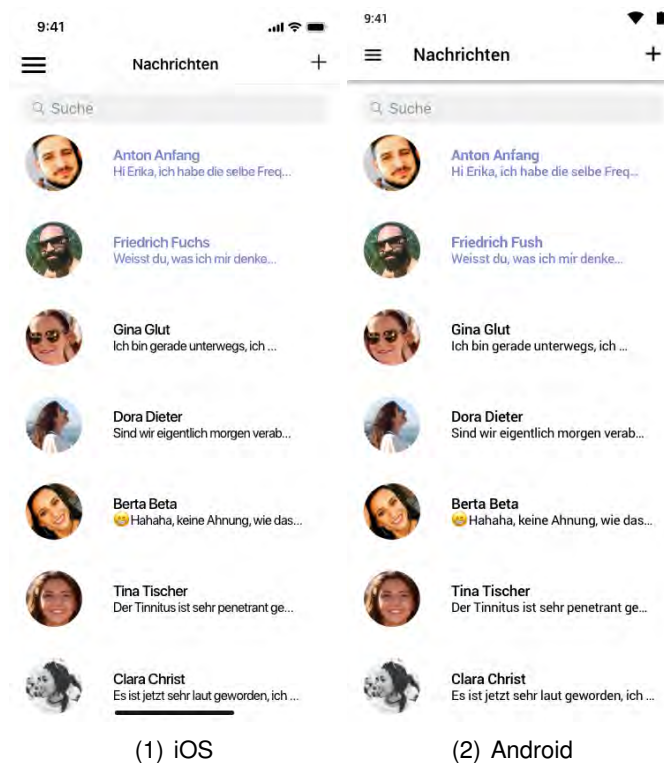 9:41
Nachrichten
Suche
Anton Anfang
Hi Erika, ich habe die selbe Freq...
Friedrich Fuchs
Weisst du, was ich mir denke...
Gina Glut
Ich bin gerade unterwegs, ich ...
Dora Dieter
Sind wir eigentlich morgen verab...
Berta Beta
😁Hahaha, keine Ahnung, wie das...
Tina Tischer
Der Tinnitus ist sehr penetrant ge...
Clara Christ
Es ist jetzt sehr laut geworden, ich ...
(1) iOS
9:41
Nachrichten
Suche
Anton Anfang
Hi Erika, ich habe die selbe Freq...
Friedrich Fush
Weisst du, was ich mir denke...
Gina Glut
Ich bin gerade unterwegs, ich ...
Dora Dieter
Sind wir eigentlich morgen verab...
Berta Beta
😁Hahaha, keine Ahnung, wie das...
Tina Tischer
Der Tinnitus ist sehr penetrant ge...
Clara Christ
Es ist jetzt sehr laut geworden, ich ...
(2) Android